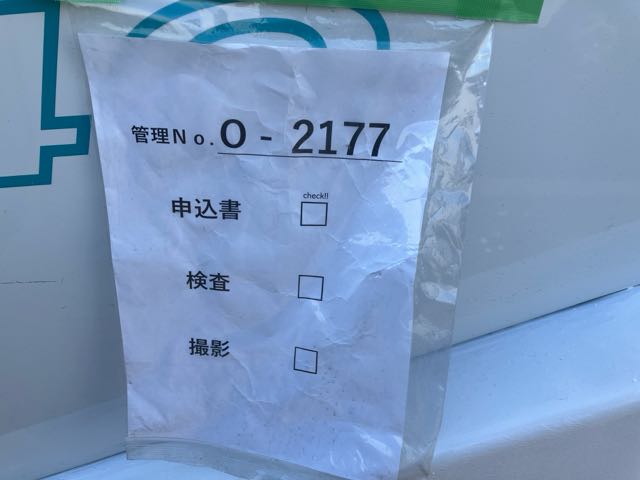 管理No. O - 2177
check!!
申込書 □
検査 □
撮影 □